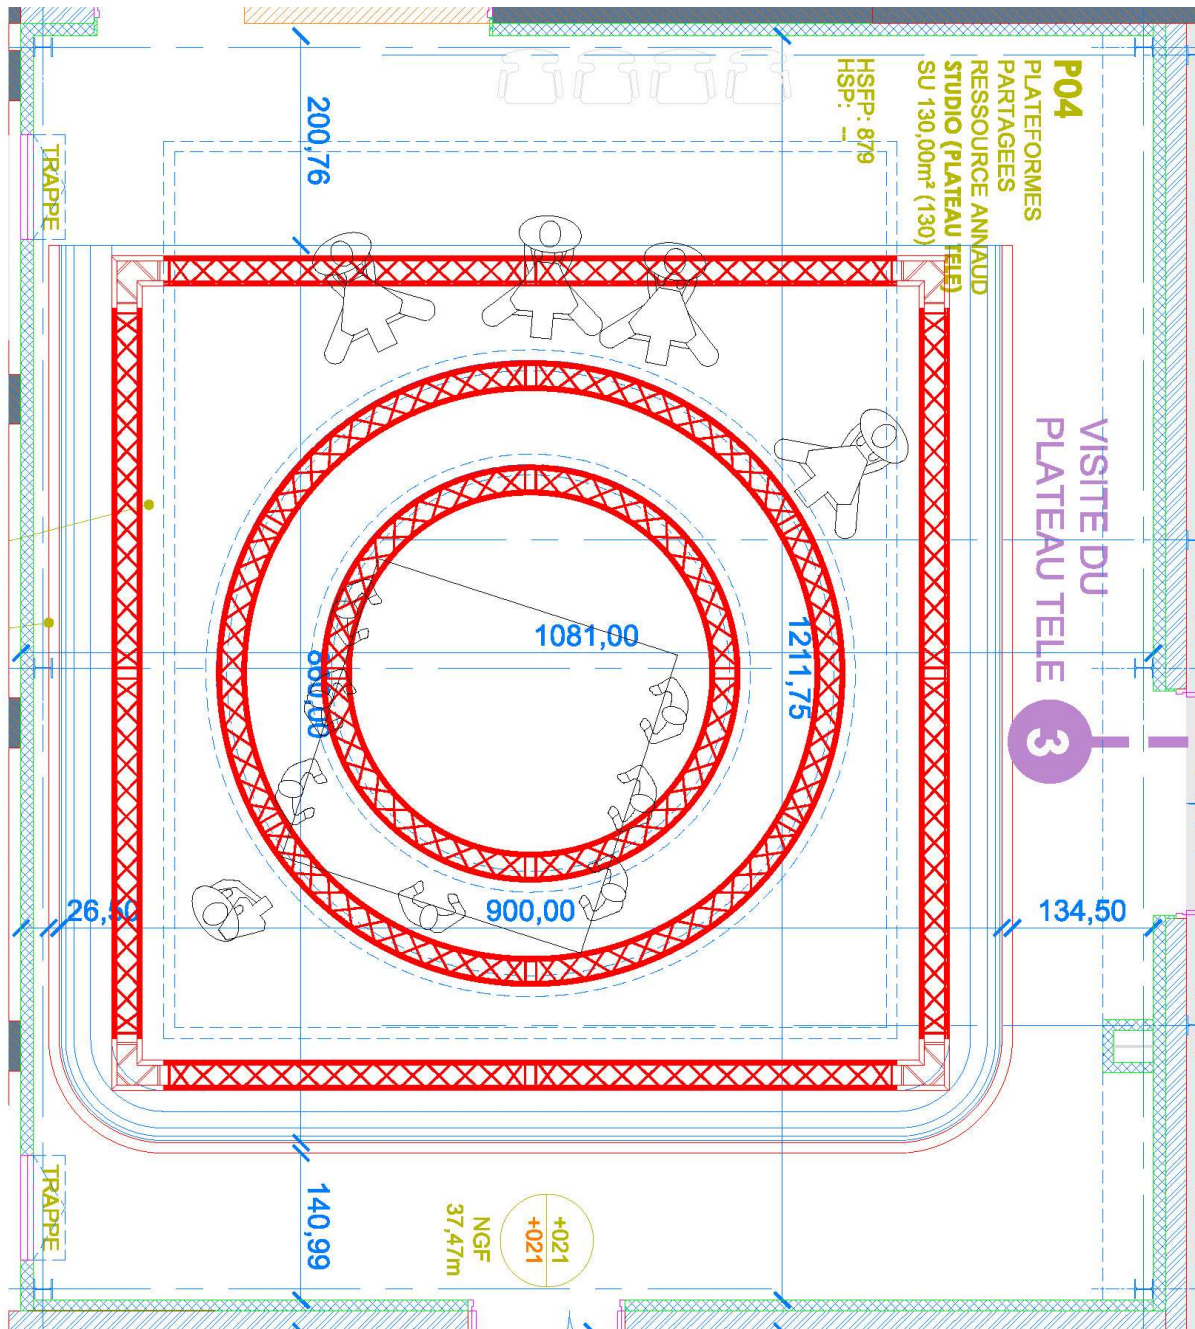 P04
PLATEFORMES
PARTAGEES
RESSOURCE ANNAUD
STUDIO (PLATEAU TELE)
SU 130,00m² (130)
HSFP: 879
HSP: --
200,76
TRAPPE
VISITE DU
PLATEAU TELE
3
1081,00
1211,75
860,00
26,50
900,00
134,50
140,99
TRAPPE
+021
+021
NGF
37,47m